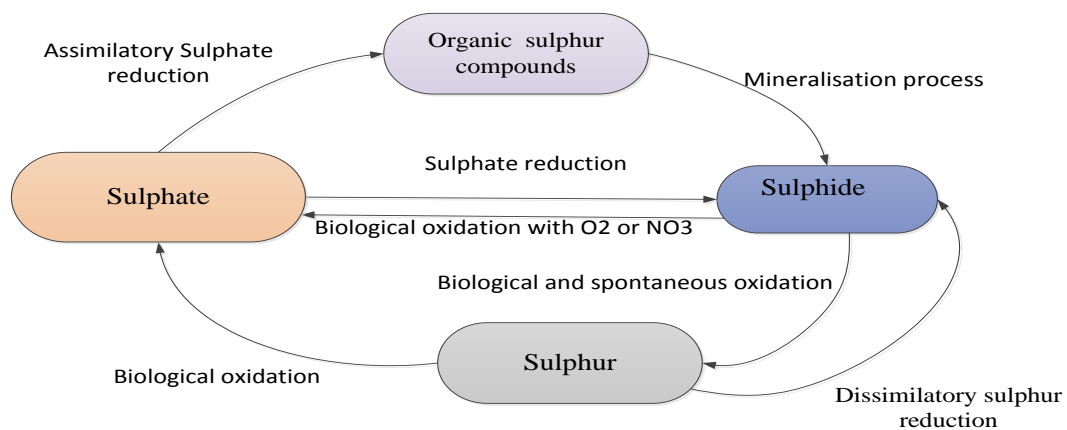 Assimilatory Sulphate
reduction
Organic sulphur
compounds
Mineralisation process
Sulphate reduction
Sulphate
Sulphide
Biological oxidation with O2 or NO3
Biological and spontaneous oxidation
Sulphur
Biological oxidation
Dissimilatory sulphur
reduction